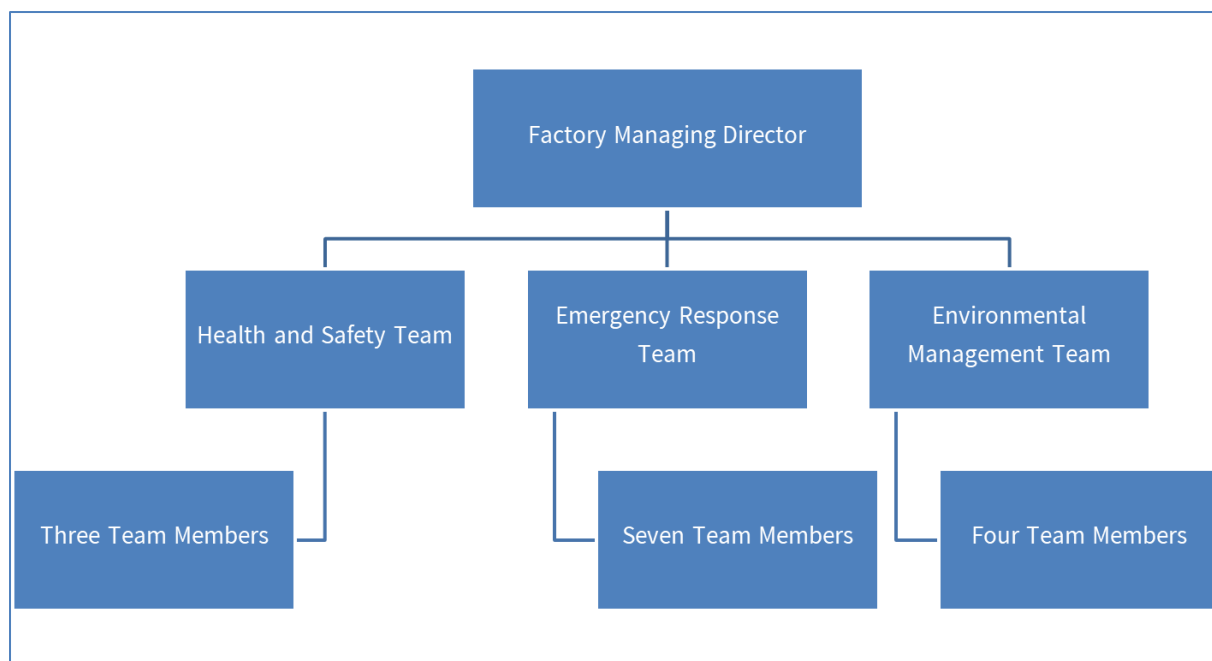 Factory Managing Director
Health and Safety Team
Emergency Response
Team
Environmental
Management Team
Three Team Members
Seven Team Members
Four Team Members